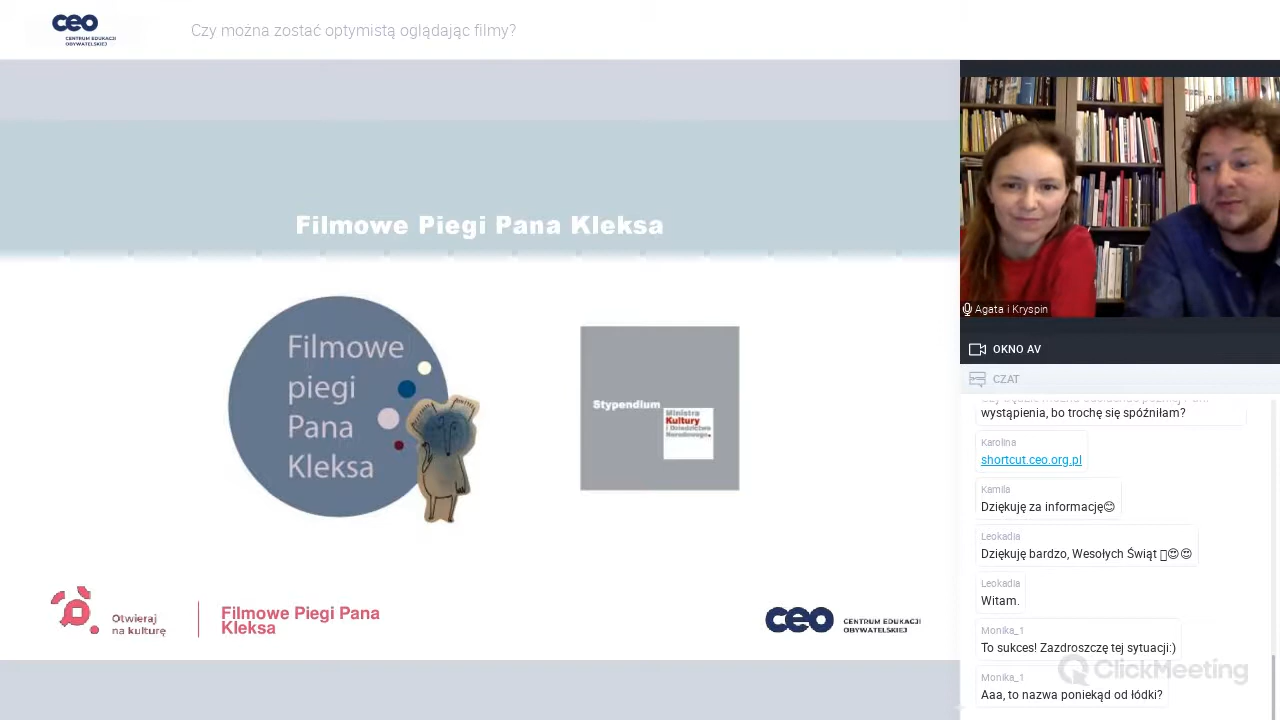 ceo
CENTRUM EDUKACJI
OBYWATELSKIEJ
Czy można zostać optymistą oglądając filmy?
Filmowe Piegi Pana Kleksa
Filmowe
piegi
Pana
Kleksa
Stypendium
Ministra
Kultury
i Dziedzictwa
Narodowego.
Otwieraj
na kulturę
Filmowe Piegi Pana
Kleksa
ceo
CENTRUM EDUKACJI
OBYWATELSKIEJ
Agata i Kryspin
OKNO AV
CZAT
wystąpienia, bo trochę się spóźniłam?
Karolina
shortcut.ceo.org.pl
Kamila
Dziękuję za informację😊
Leokadia
Dziękuję bardzo, Wesołych Świąt 😍😍
Leokadia
Witam.
Monika_1
To sukces! Zazdroszczę tej sytuacji:)
Monika_1
Aaa, to nazwa poniekąd od łódki?
ClickMeeting